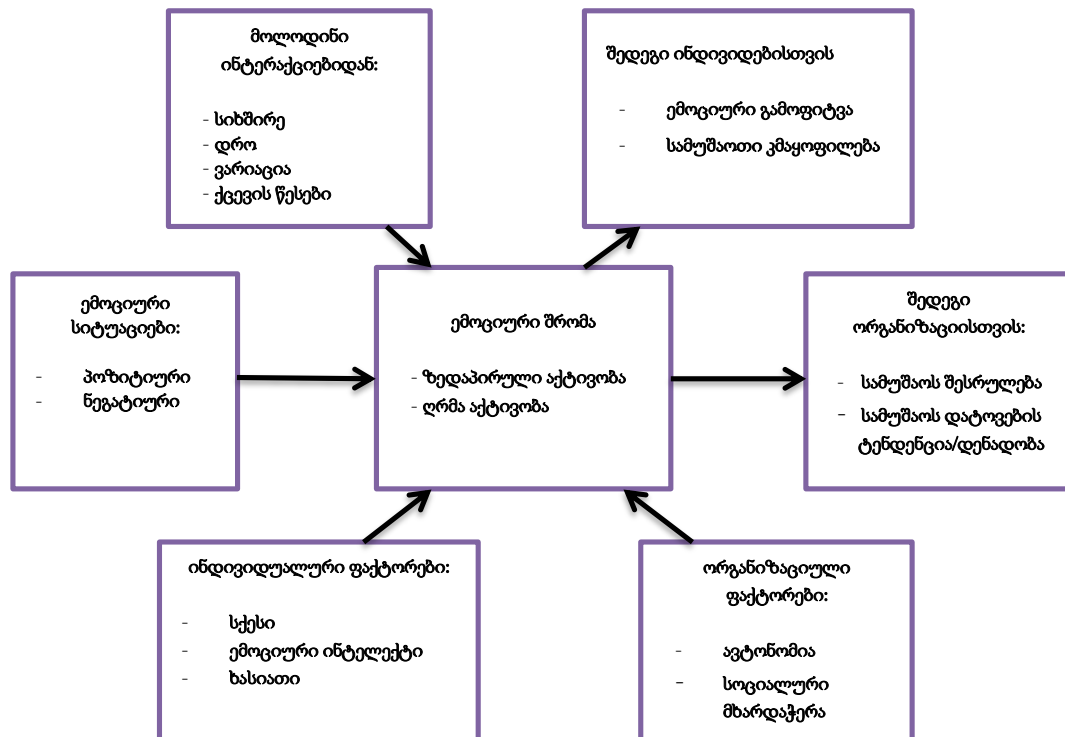 მოლოდინი
ინტერაქციებიდან:
- სიხშირე
- დრო
- ვარიაცია
- ქცევის წესები
შედეგი ინდივიდებისთვის
- ემოციური გამოფიტვა
- სამუშაოთი კმაყოფილება
ემოციური
სიტუაციები:
- პოზიტიური
- ნეგატიური
ემოციური შრომა
- ზედაპირული აქტივობა
- ღრმა აქტივობა
შედეგი
ორგანიზაციისთვის:
- სამუშაოს შესრულება
- სამუშაოს დატოვების
ტენდენცია/დენადობა
ინდივიდუალური ფაქტორები:
- სქესი
- ემოციური ინტელექტი
- ხასიათი
ორგანიზაციული
ფაქტორები:
- ავტონომია
- სოციალური
მხარდაჭერა